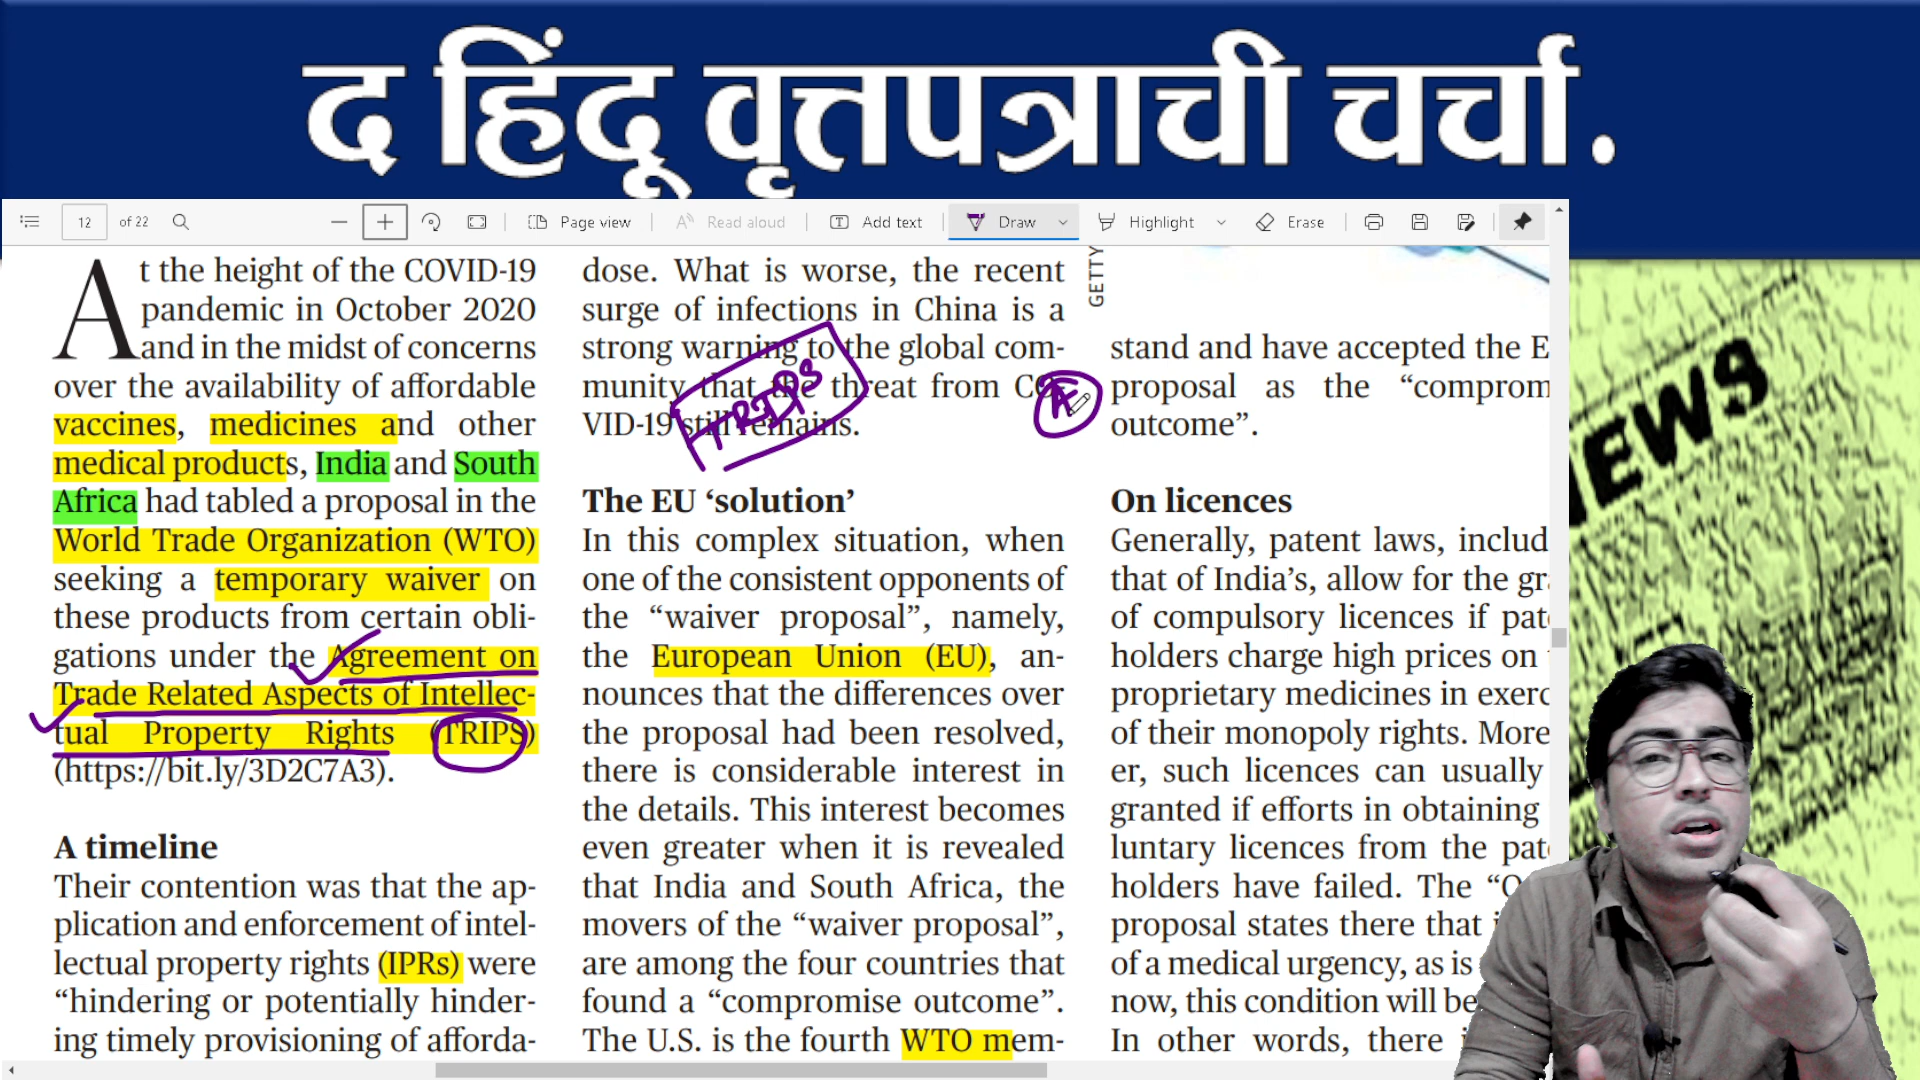 द हिंदू वृत्तपत्राची चर्चा.
12 of 22 Page view Read aloud Add text Draw Highlight Erase
At the height of the COVID-19
pandemic in October 2020
and in the midst of concerns
over the availability of affordable
vaccines, medicines and other
medical products, India and South
Africa had tabled a proposal in the
World Trade Organization (WTO)
seeking a temporary waiver on
these products from certain obli-
gations under the Agreement on
Trade Related Aspects of Intellec-
tual Property Rights (TRIPS)
(https://bit.ly/3D2C7A3).
A timeline
Their contention was that the ap-
plication and enforcement of intel-
lectual property rights (IPRs) were
“hindering or potentially hinder-
ing timely provisioning of afforda-
dose. What is worse, the recent
surge of infections in China is a
strong warning to the global com-
munity that the threat from CO-
VID-19 still remains.
TRIPS
The EU ‘solution’
In this complex situation, when
one of the consistent opponents of
the “waiver proposal”, namely,
the European Union (EU), an-
nounces that the differences over
the proposal had been resolved,
there is considerable interest in
the details. This interest becomes
even greater when it is revealed
that India and South Africa, the
movers of the “waiver proposal”,
are among the four countries that
found a “compromise outcome”.
The U.S. is the fourth WTO mem-
GETTY
stand and have accepted the E
proposal as the “comprom
outcome”.
On licences
Generally, patent laws, includ
that of India’s, allow for the gr
of compulsory licences if pat
holders charge high prices on
proprietary medicines in exerc
of their monopoly rights. More
er, such licences can usually
granted if efforts in obtaining
luntary licences from the pat
holders have failed. The
proposal states there that
of a medical urgency, as is
now, this condition will be
In other words, there
NEWS